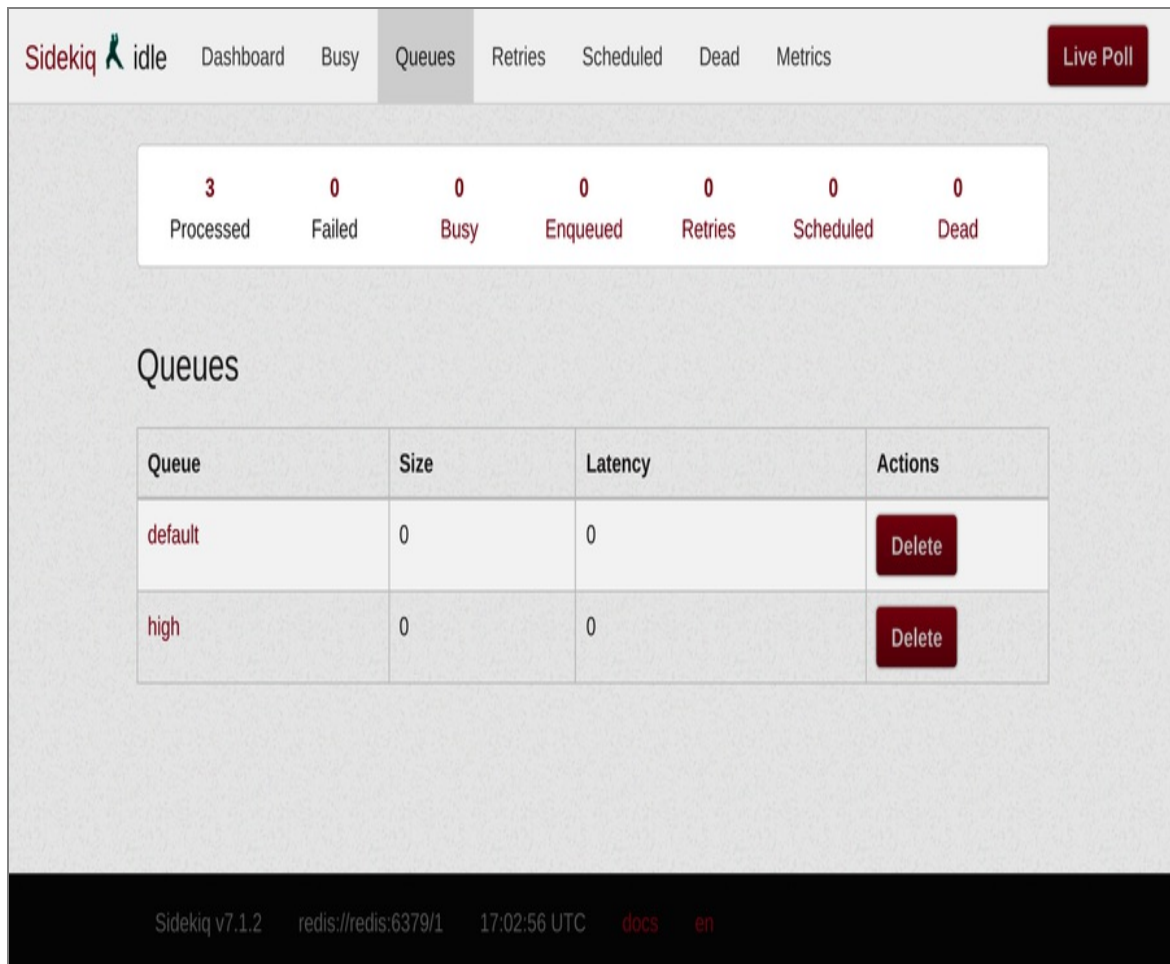 Sidekiq idle Dashboard Busy Queues Retries Scheduled Dead Metrics Live Poll
3 0 0 0 0 0 0
Processed Failed Busy Enqueued Retries Scheduled Dead
Queues
Queue Size Latency Actions
default 0 0 Delete
high 0 0 Delete
Sidekiq v7.1.2 redis://redis:6379/1 17:02:56 UTC docs en